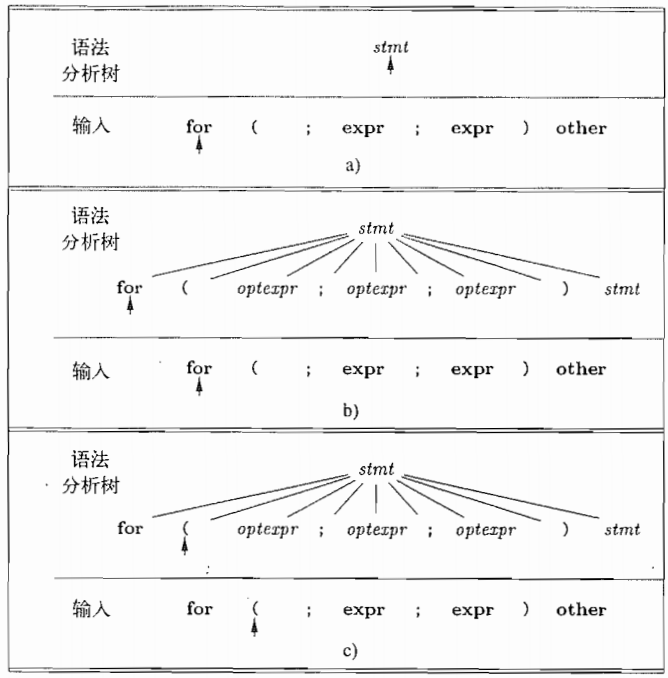 语法
分析树
stmt
输入 for ( ; expr ; expr ) other
a)
语法
分析树
stmt
for ( optexpr ; optexpr ; optexpr ) stmt
输入 for ( ; expr ; expr ) other
b)
语法
分析树
stmt
for ( optexpr ; optexpr ; optexpr ) stmt
输入 for ( ; expr ; expr ) other
c)